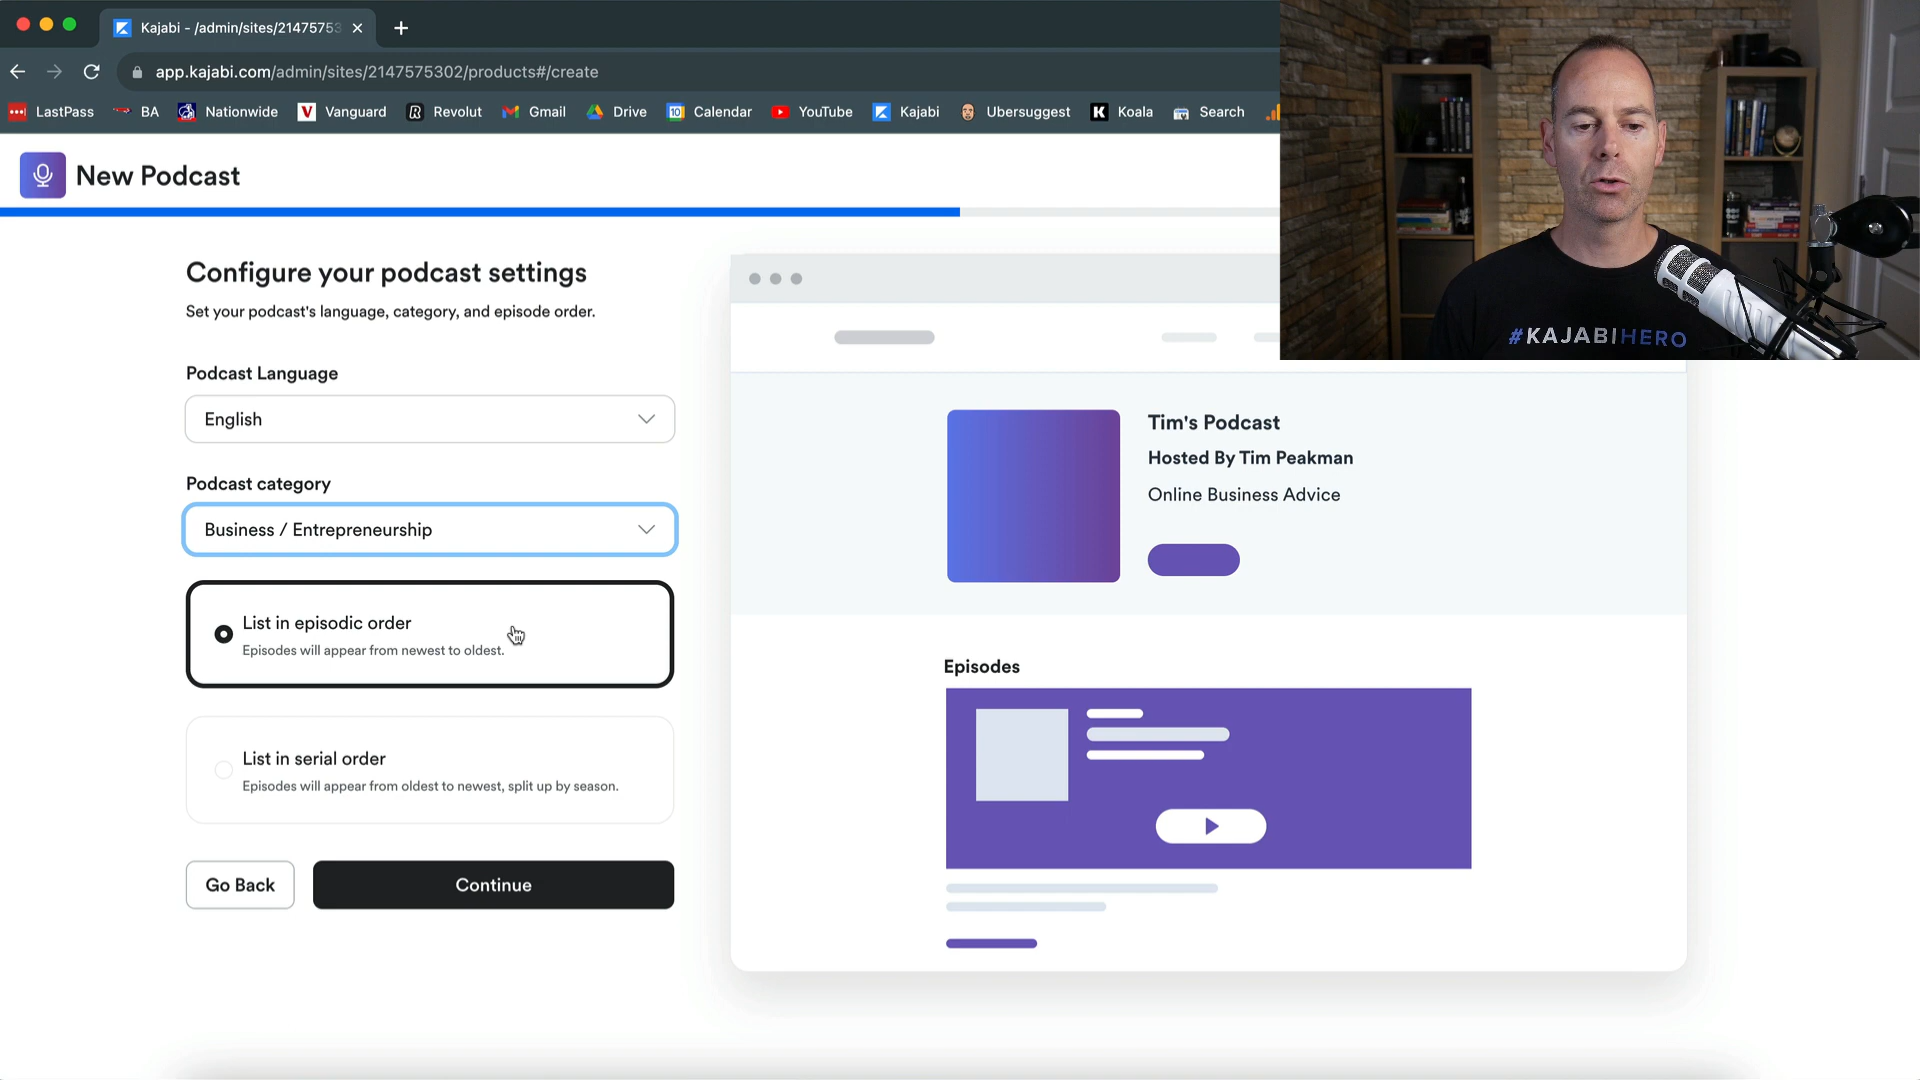 Kajabi - /admin/sites/21475753
app.kajabi.com/admin/sites/2147575302/products#/create
LastPass BA Nationwide Vanguard Revolut Gmail Drive Calendar YouTube Kajabi Ubersuggest Koala Search
New Podcast
#KAJABIHERO
Configure your podcast settings
Set your podcast's language, category, and episode order.
Podcast Language
English
Podcast category
Business / Entrepreneurship
List in episodic order
Episodes will appear from newest to oldest.
List in serial order
Episodes will appear from oldest to newest, split up by season.
Go Back
Continue
Tim's Podcast
Hosted By Tim Peakman
Online Business Advice
Episodes